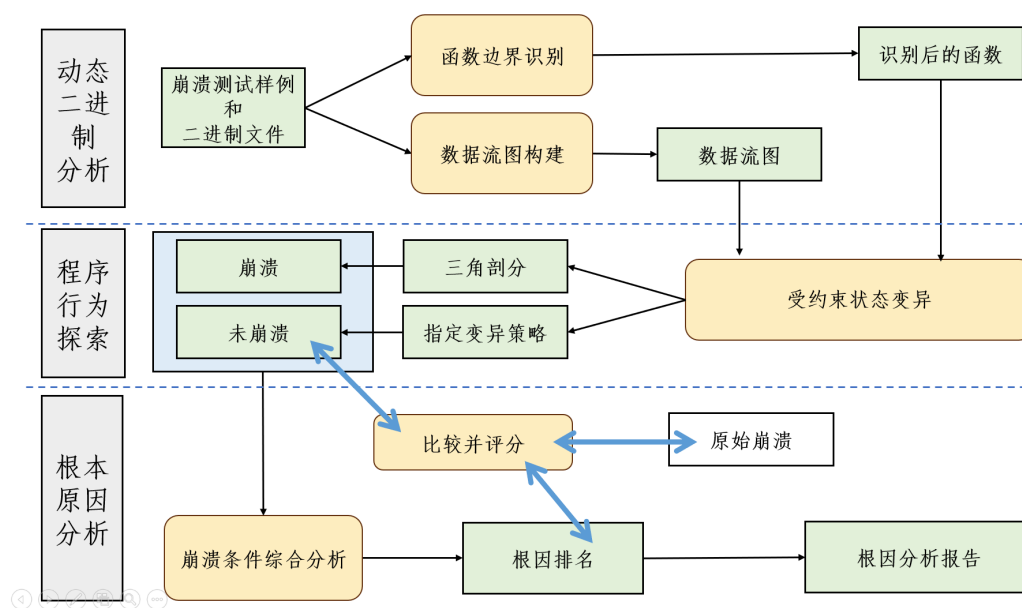 动态
二进
制
分析
崩溃测试样例
和
二进制文件
函数边界识别
识别后的函数
数据流图构建
数据流图
程序
行为
探索
崩溃
三角剖分
受约束状态变异
未崩溃
指定变异策略
根本
原因
分析
比较并评分
原始崩溃
崩溃条件综合分析
根因排名
根因分析报告